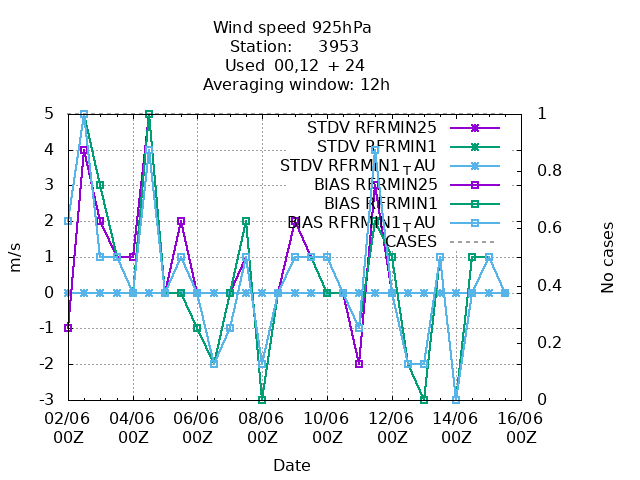 Wind speed 925hPa
Station: 3953
Used 00,12 + 24
Averaging window: 12h
5 1
STDV RFRMIN25
STDV RFRMIN1
4
STDV RFRMIN1┬AU
0.8
3
BIAS RFRMIN25
BIAS RFRMIN1
2
BIAS RFRMIN1┬AU
0.6
CASES
1
m/s
No cases
0 0.4
-1
0.2
-2
-3 0
02/06 04/06 06/06 08/06 10/06 12/06 14/06 16/06
00Z 00Z 00Z 00Z 00Z 00Z 00Z 00Z
Date